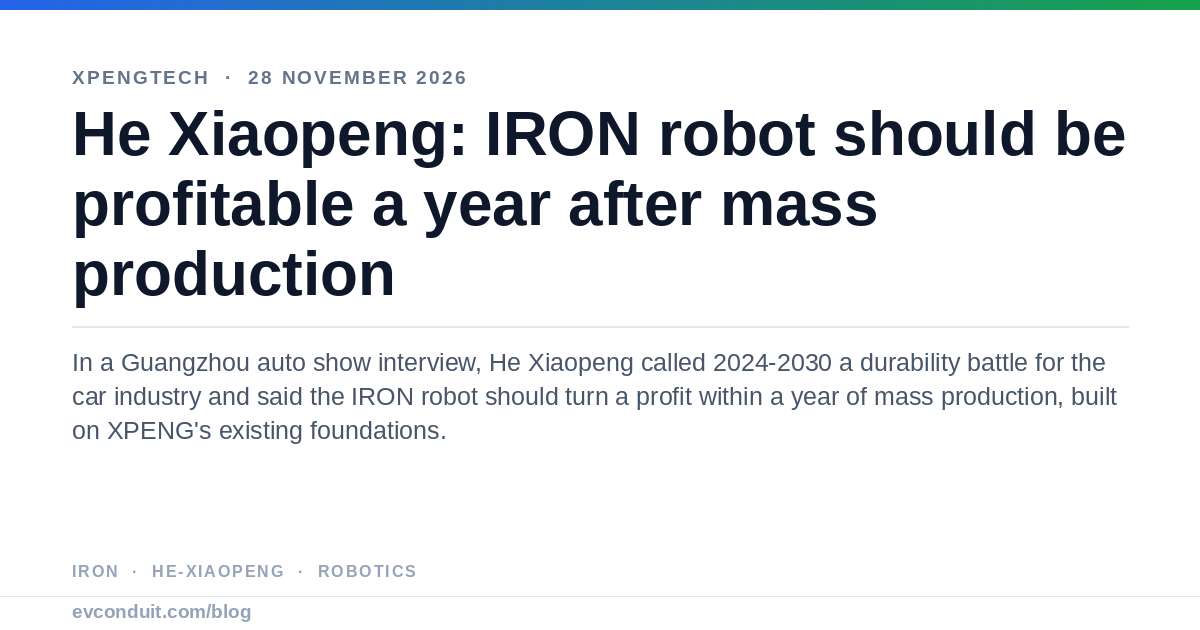 XPENGTECH · 28 NOVEMBER 2026
He Xiaopeng: IRON robot should be
profitable a year after mass
production
In a Guangzhou auto show interview, He Xiaopeng called 2024-2030 a durability battle for the
car industry and said the IRON robot should turn a profit within a year of mass production, built
on XPENG's existing foundations.
IRON · HE-XIAOPENG · ROBOTICS
evconduit.com/blog